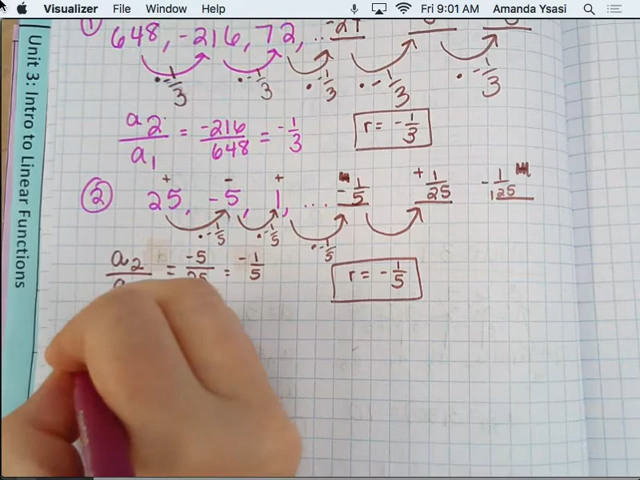 Visualizer File Window Help Fri 9:01 AM Amanda Ysasi
Unit 3: Intro to Linear Functions
① 648, -216, 72, ... -24
· -1/3 · -1/3 · -1/3 · -1/3 · -1/3
a2/a1 = -216/648 = -1/3 r = -1/3
+ - +
② 25, -5, 1, ... -1/5 +1/25 -1/125
· -1/5 · -1/5 · -1/5
a2/a = -5/25 = -1/5 r = -1/5